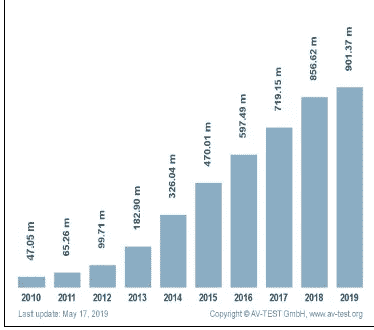 47.05 m
65.26 m
99.71 m
182.90 m
326.04 m
470.01 m
597.49 m
719.15 m
856.62 m
901.37 m
2010 2011 2012 2013 2014 2015 2016 2017 2018 2019
Last update: May 17, 2019 Copyright © AV-TEST GmbH, www.av-test.org